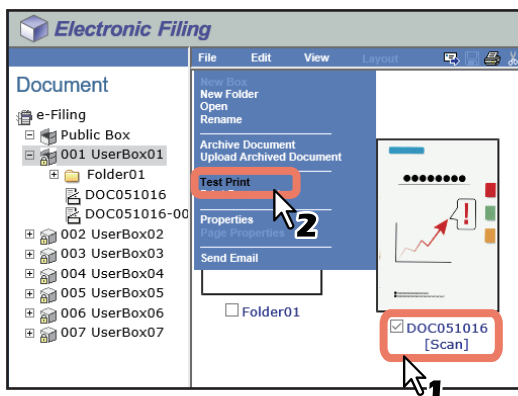 Electronic Filing
File Edit View Layout
Document
e-Filing
Public Box
001 UserBox01
Folder01
DOC051016
DOC051016-00
002 UserBox02
003 UserBox03
004 UserBox04
005 UserBox05
006 UserBox06
007 UserBox07
New Box
New Folder
Open
Rename
Archive Document
Upload Archived Document
Test Print
Properties
Page Properties
Send Email
2
Folder01
!
DOC051016
[Scan]
1